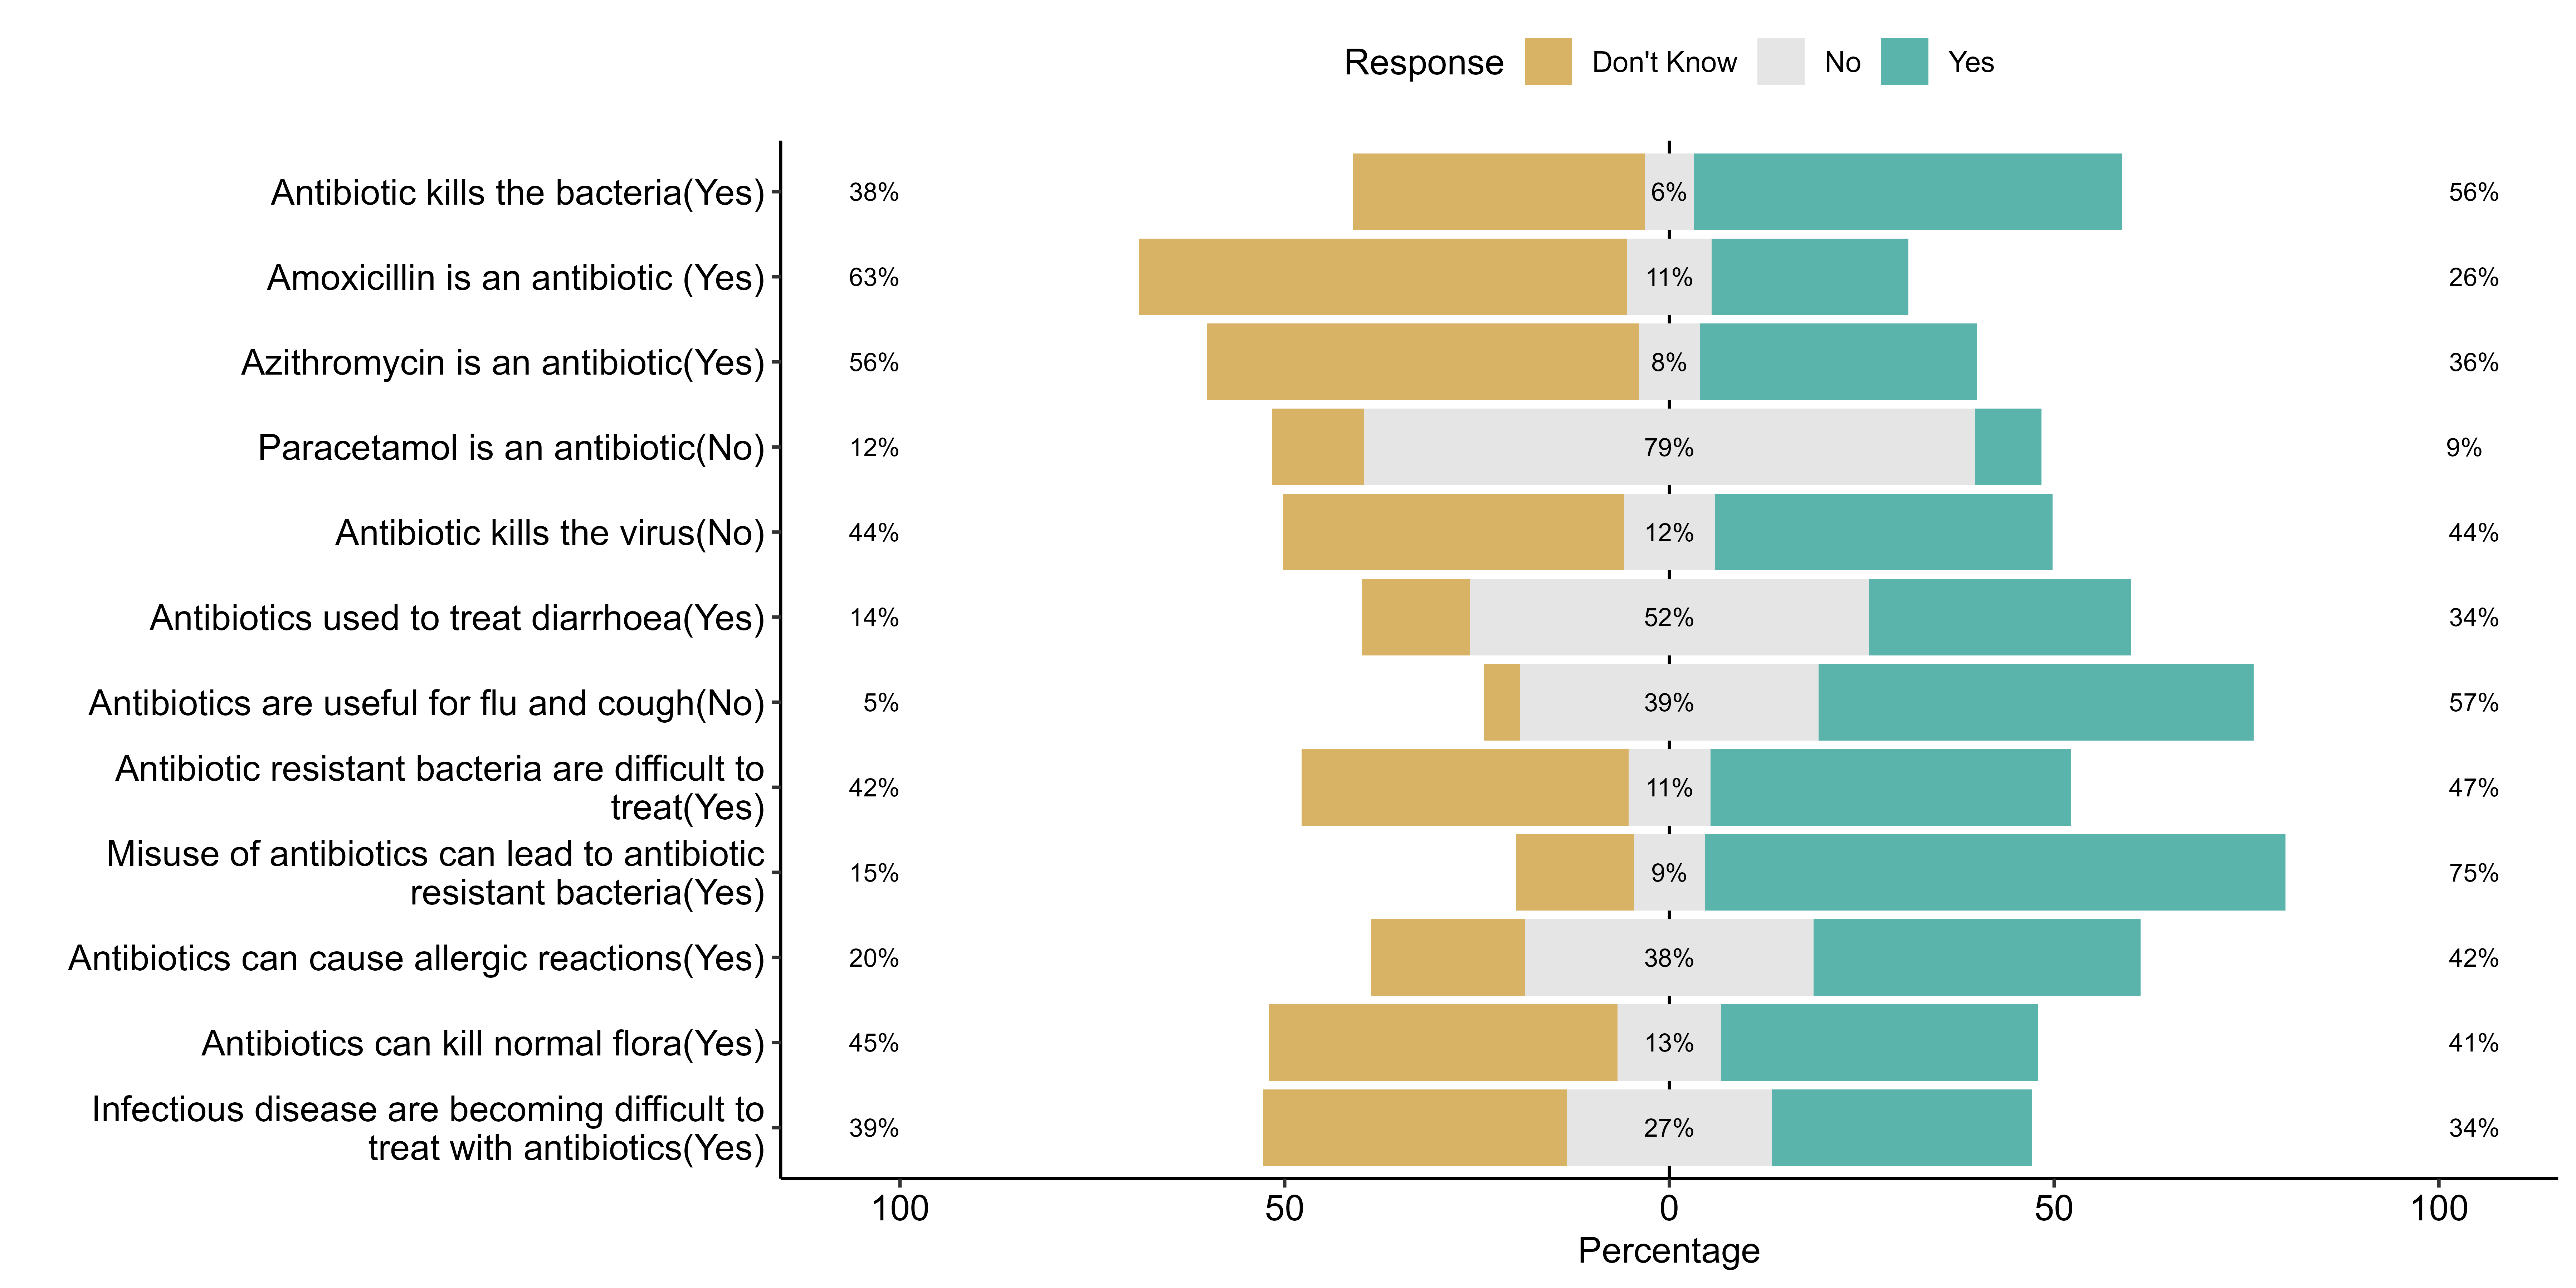 Response Don't Know No Yes
Antibiotic kills the bacteria(Yes) 38% 6% 56%
Amoxicillin is an antibiotic (Yes) 63% 11% 26%
Azithromycin is an antibiotic(Yes) 56% 8% 36%
Paracetamol is an antibiotic(No) 12% 79% 9%
Antibiotic kills the virus(No) 44% 12% 44%
Antibiotics used to treat diarrhoea(Yes) 14% 52% 34%
Antibiotics are useful for flu and cough(No) 5% 39% 57%
Antibiotic resistant bacteria are difficult to
treat(Yes) 42% 11% 47%
Misuse of antibiotics can lead to antibiotic
resistant bacteria(Yes) 15% 9% 75%
Antibiotics can cause allergic reactions(Yes) 20% 38% 42%
Antibiotics can kill normal flora(Yes) 45% 13% 41%
Infectious disease are becoming difficult to
treat with antibiotics(Yes) 39% 27% 34%
100 50 0 50 100
Percentage